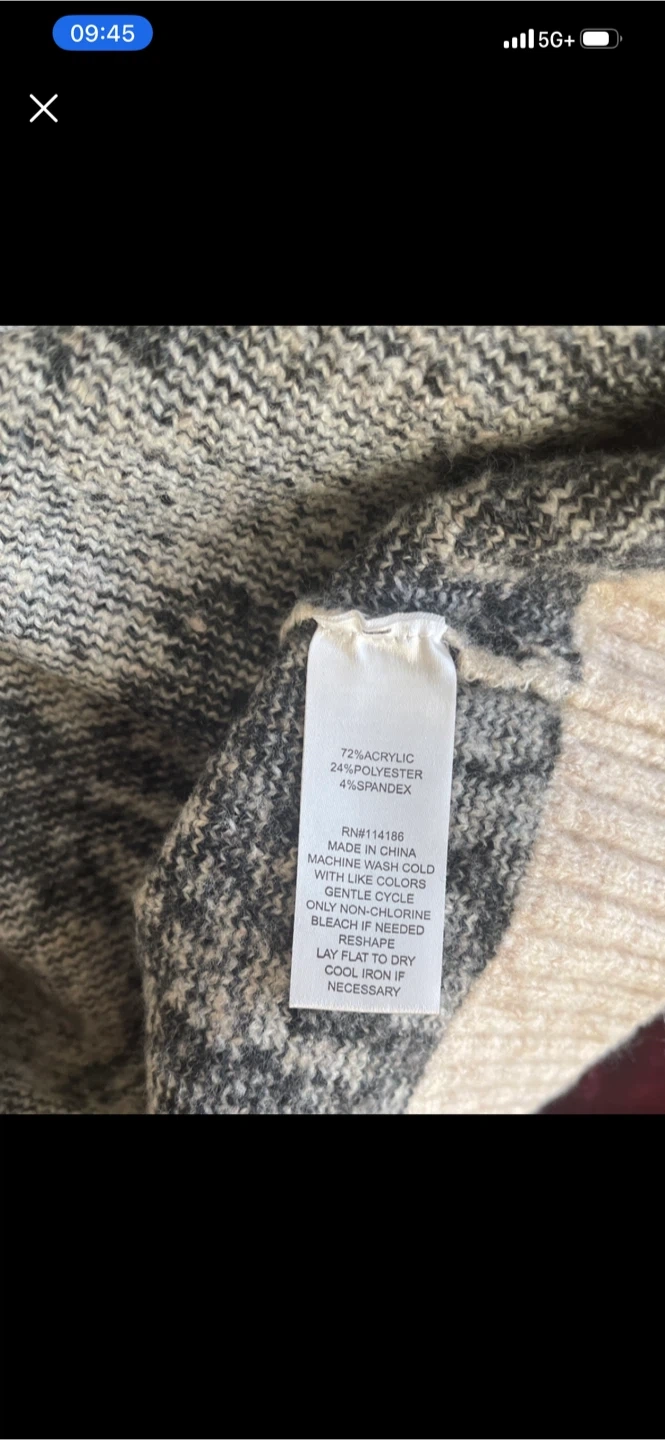 09:45
5G+
72%ACRYLIC
24%POLYESTER
4%SPANDEX
RN#114186
MADE IN CHINA
MACHINE WASH COLD
WITH LIKE COLORS
GENTLE CYCLE
ONLY NON-CHLORINE
BLEACH IF NEEDED
RESHAPE
LAY FLAT TO DRY
COOL IRON IF
NECESSARY